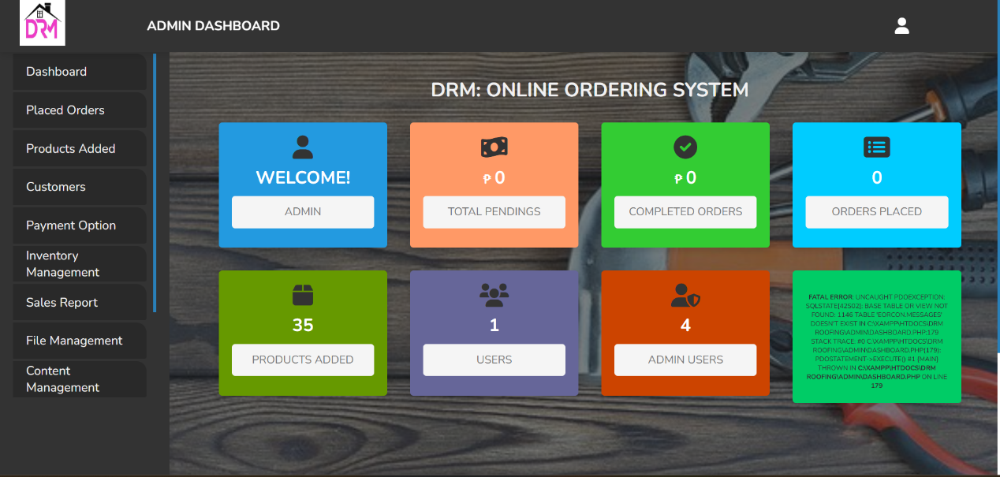 DRM
ADMIN DASHBOARD
Dashboard
Placed Orders
Products Added
Customers
Payment Option
Inventory
Management
Sales Report
File Management
Content
Management
DRM: ONLINE ORDERING SYSTEM
WELCOME!
ADMIN
₱ 0
TOTAL PENDINGS
₱ 0
COMPLETED ORDERS
0
ORDERS PLACED
35
PRODUCTS ADDED
1
USERS
4
ADMIN USERS
FATAL ERROR: UNCAUGHT PDOEXCEPTION:
SQLSTATE[42S02]: BASE TABLE OR VIEW NOT
FOUND: 1146 TABLE 'EORCON.MESSAGES'
DOESN'T EXIST IN C:\XAMPP\HTDOCS\DRM
ROOFING\ADMIN\DASHBOARD.PHP:179
STACK TRACE: #0 C:\XAMPP\HTDOCS\DRM
ROOFING\ADMIN\DASHBOARD.PHP(179):
PDOSTATEMENT->EXECUTE() #1 {MAIN}
THROWN IN C:\XAMPP\HTDOCS\DRM
ROOFING\ADMIN\DASHBOARD.PHP ON LINE
179